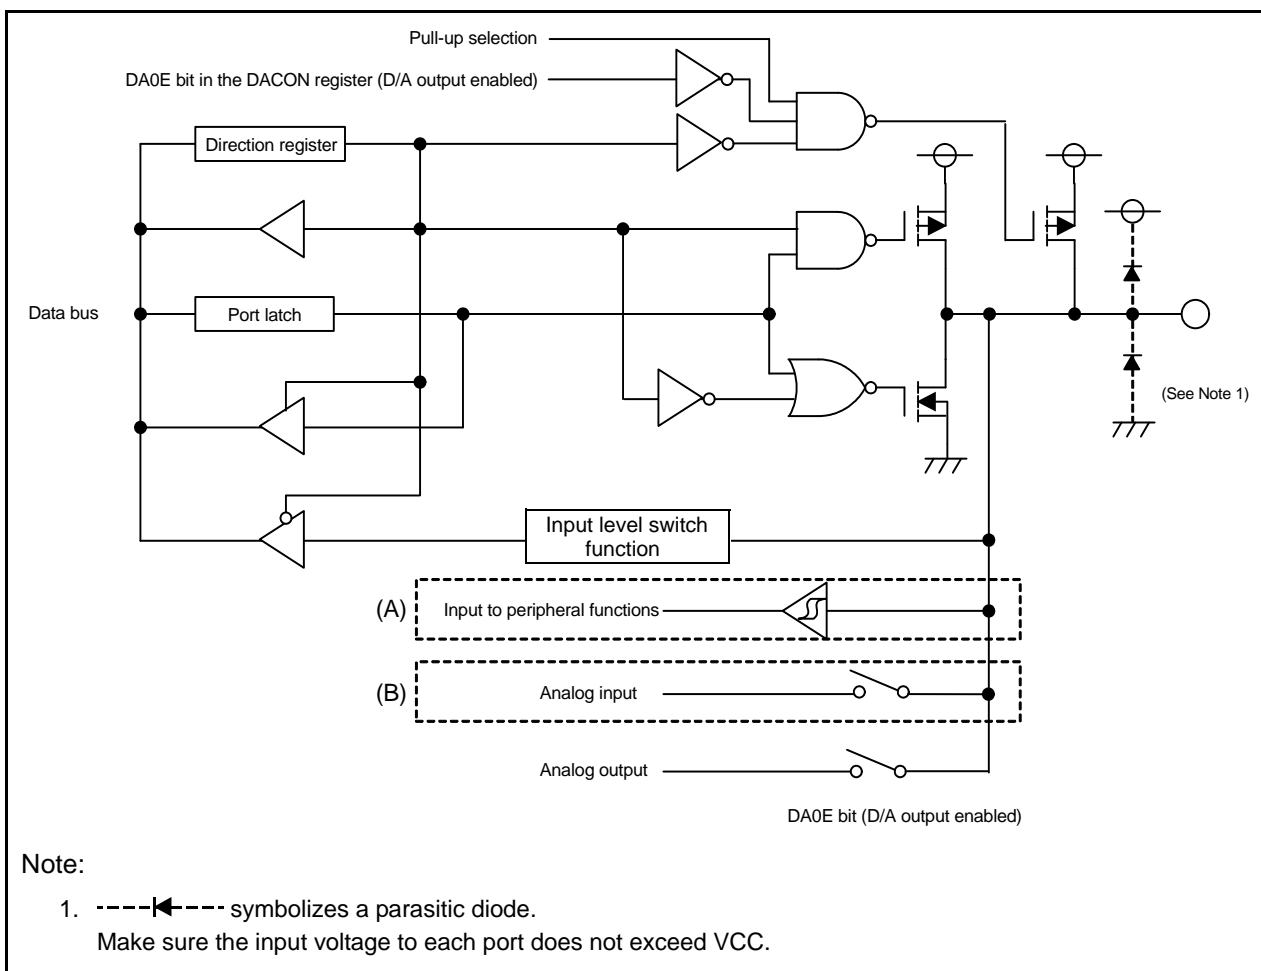 Pull-up selection
DA0E bit in the DACON register (D/A output enabled)
Direction register
Data bus
Port latch
(See Note 1)
Input level switch
function
(A)
Input to peripheral functions
(B)
Analog input
Analog output
DA0E bit (D/A output enabled)
Note:
1. symbolizes a parasitic diode.
Make sure the input voltage to each port does not exceed VCC.